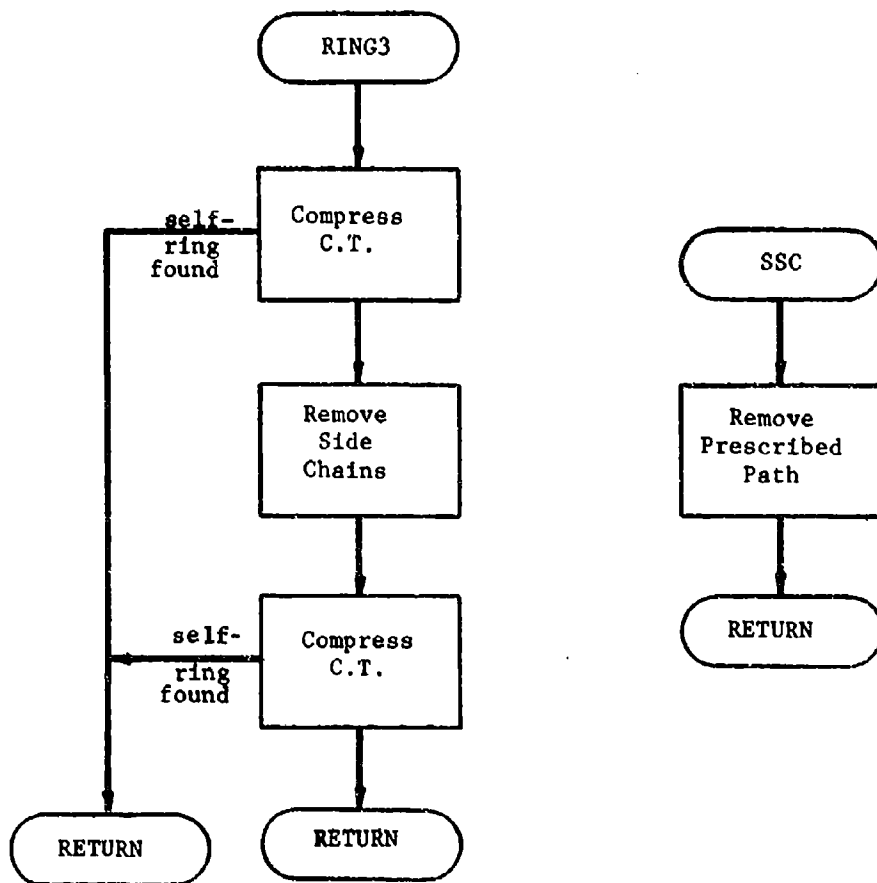 RING3
Compress
C.T.
self-
ring
found
Remove
Side
Chains
Compress
C.T.
self-
ring
found
RETURN
RETURN
SSC
Remove
Prescribed
Path
RETURN